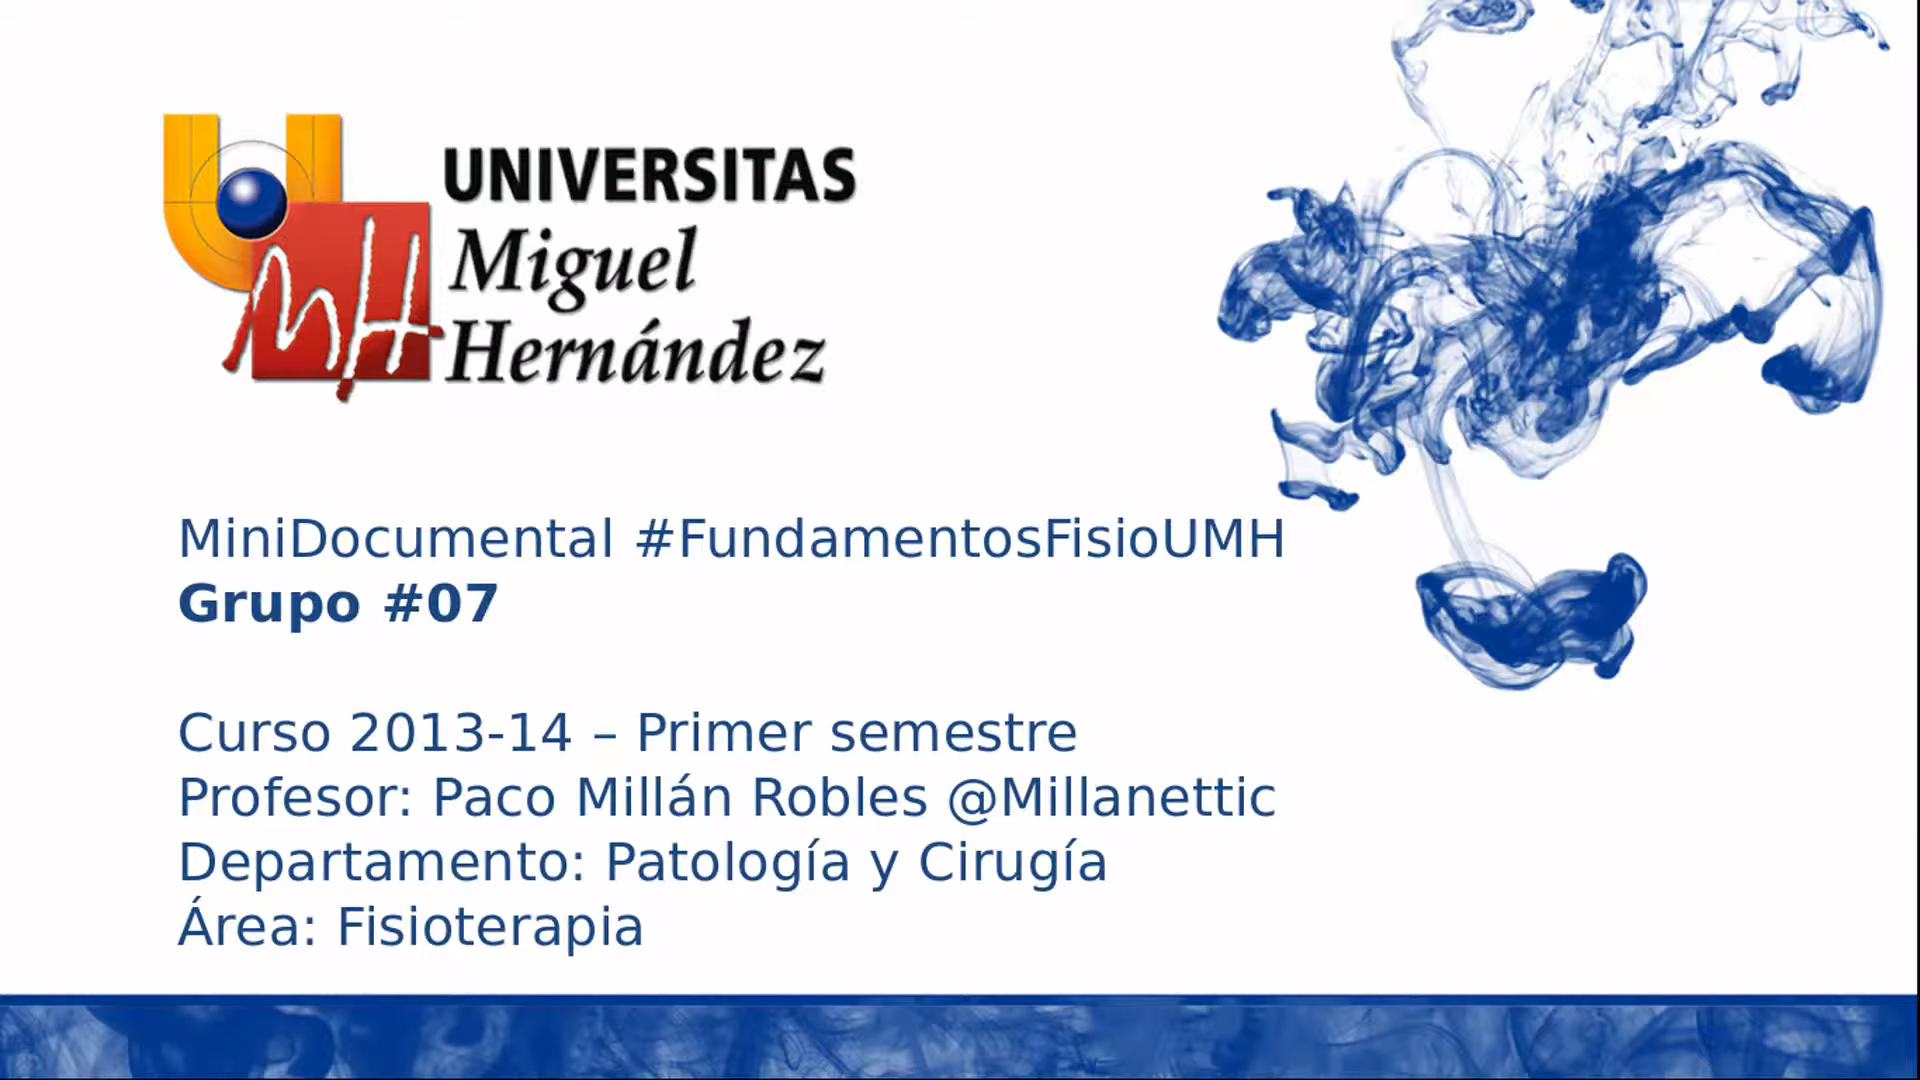 UNIVERSITAS
Miguel
Hernández
MH
MiniDocumental #FundamentosFisioUMH
Grupo #07
Curso 2013-14 – Primer semestre
Profesor: Paco Millán Robles @Millanettic
Departamento: Patología y Cirugía
Área: Fisioterapia